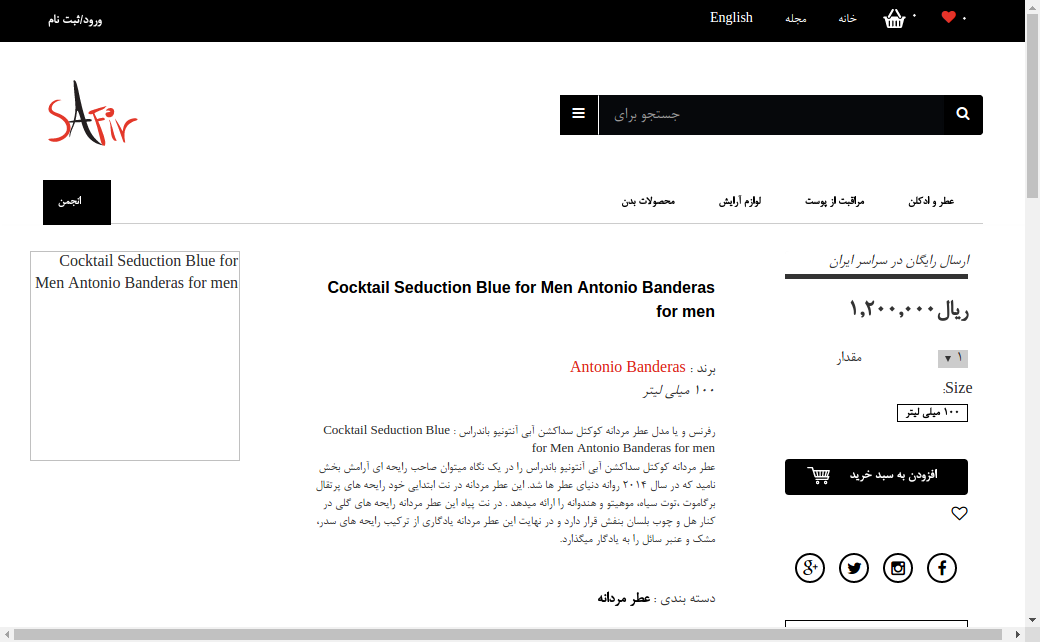 ورود/ثبت نام
خانه
مجله
English
SAFir
جستجو برای
عطر و ادکلن
مراقبت از پوست
لوازم آرایش
محصولات بدن
انجمن
ارسال رایگان در سراسر ایران
ریال۱,۲۰۰,۰۰۰
۱
مقدار
Size:
۱۰۰ میلی لیتر
افزودن به سبد خرید
Cocktail Seduction Blue for Men Antonio Banderas
for men
برند : Antonio Banderas
۱۰۰ میلی لیتر
رفرنس و یا مدل عطر مردانه کوکتل سداکشن آبی آنتونیو باندراس : Cocktail Seduction Blue
for Men Antonio Banderas for men
عطر مردانه کوکتل سداکشن آبی آنتونیو باندراس را در یک نگاه میتوان صاحب رایحه ای آرامش بخش
نامید که در سال ۲۰۱۴ روانه دنیای عطر ها شد. این عطر مردانه در نت ابتدایی خود رایحه های پرتقال
برگاموت ،توت سیاه، موهیتو و هندوانه را ارائه میدهد . در نت پیاه این عطر مردانه رایحه های گلی در
کنار هل و چوب بلسان بنفش قرار دارد و در نهایت این عطر مردانه یادگاری از ترکیب رایحه های سدر،
مشک و عنبر سائل را به یادگار میگذارد.
دسته بندی : عطر مردانه
Cocktail Seduction Blue for
Men Antonio Banderas for men